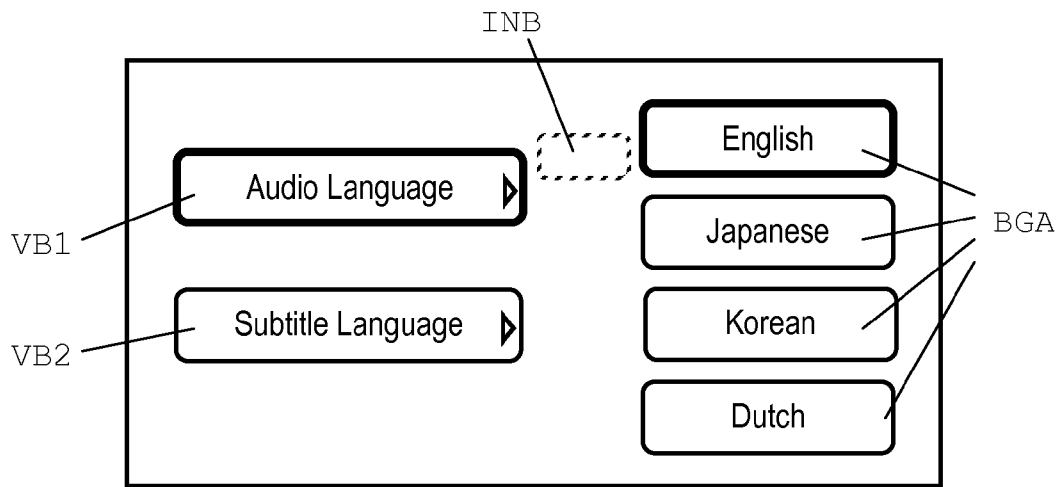 INB
English
Audio Language
VB1
Japanese
BGA
Subtitle Language
Korean
VB2
Dutch